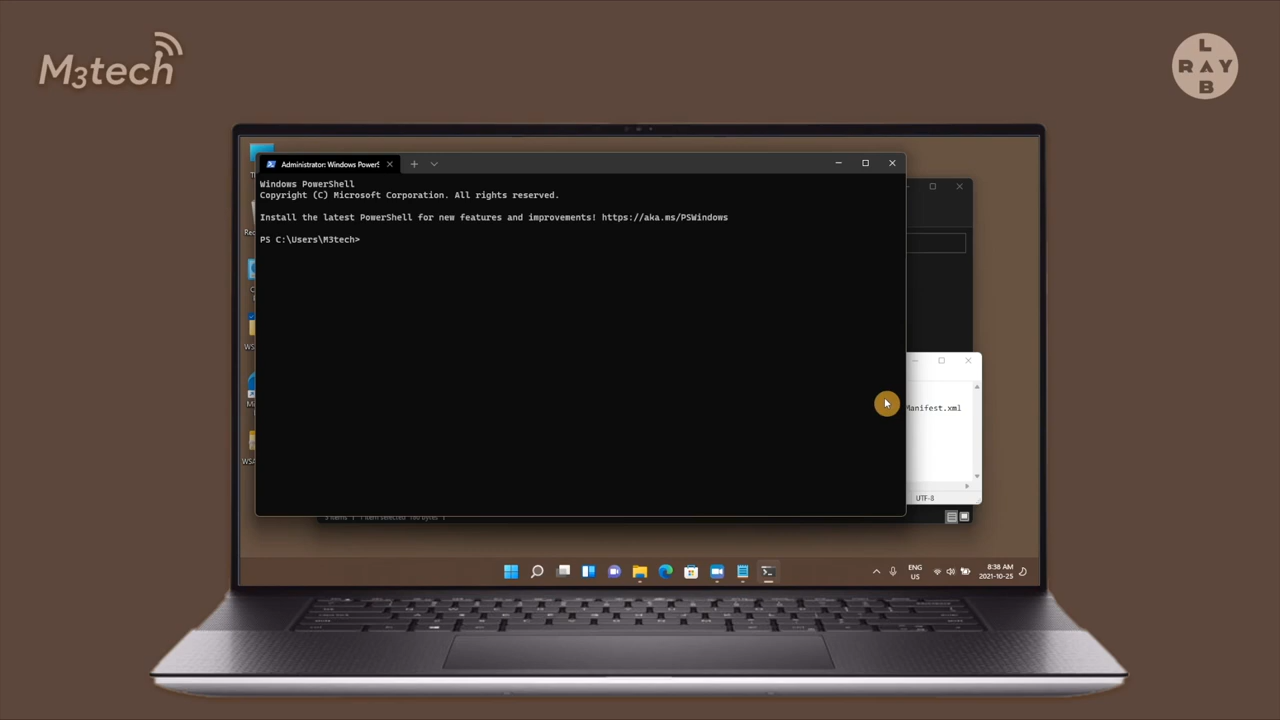 M3tech
L
RAY
B
Administrator: Windows PowerS
Windows PowerShell
Copyright (C) Microsoft Corporation. All rights reserved.
Install the latest PowerShell for new features and improvements! https://aka.ms/PSWindows
PS C:\Users\M3tech>
Manifest.xml
UTF-8
ENG
US
8:38 AM
2021-10-25